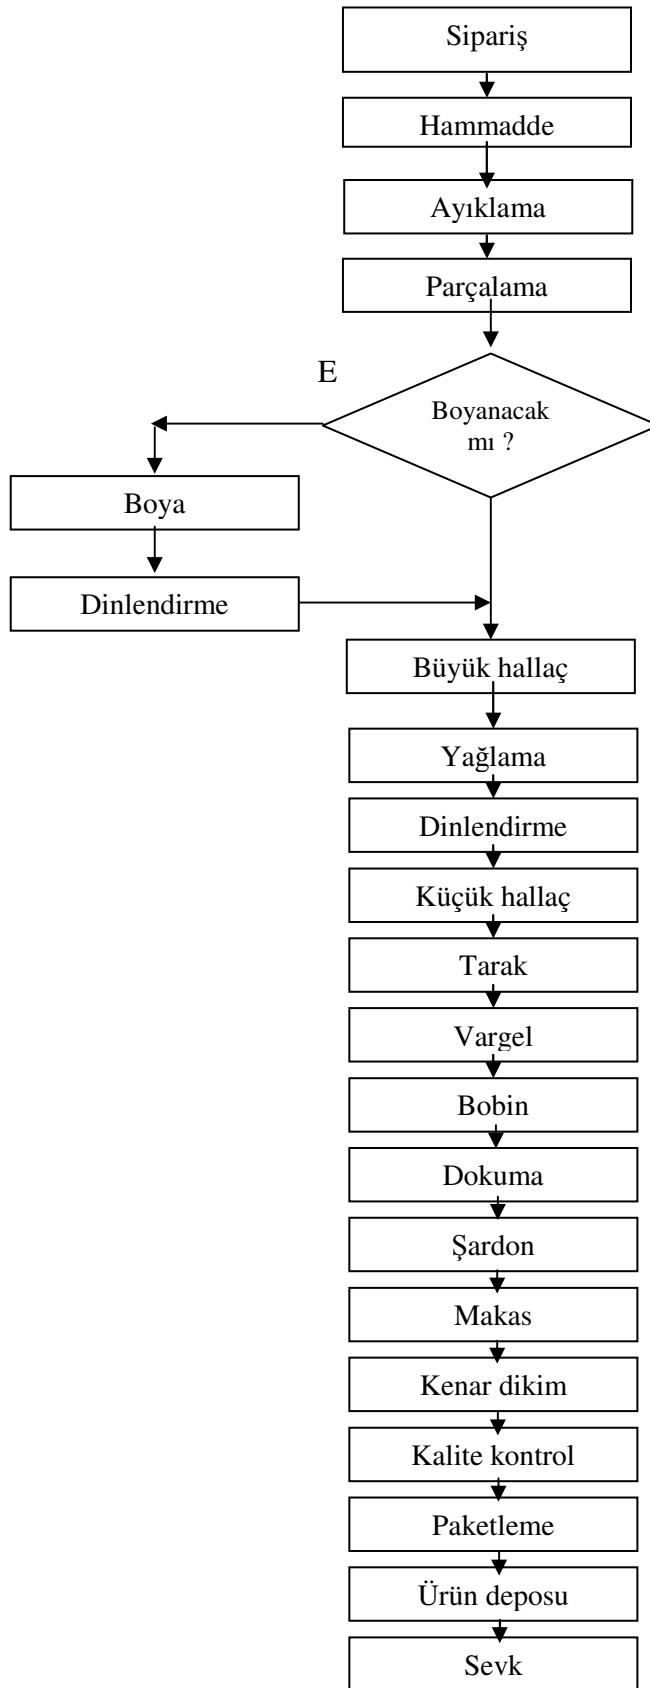 Sipariş
Hammadde
Ayıklama
Parçalama
E
Boyanacak
mı ?
Boya
Dinlendirme
Büyük hallaç
Yağlama
Dinlendirme
Küçük hallaç
Tarak
Vargel
Bobin
Dokuma
Şardon
Makas
Kenar dikim
Kalite kontrol
Paketleme
Ürün deposu
Sevk